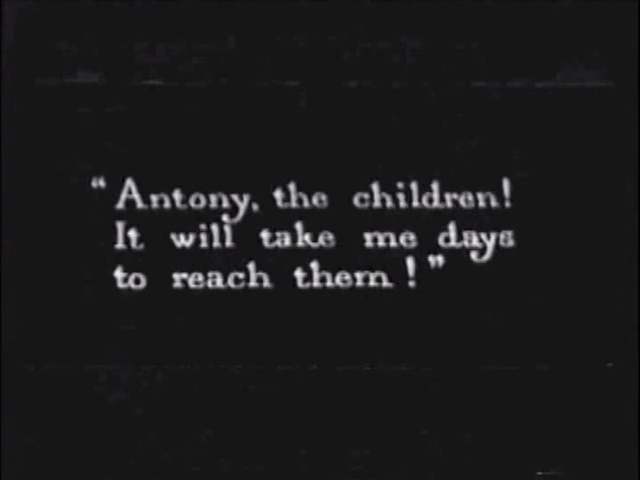 “Antony, the children!
It will take me days
to reach them!”